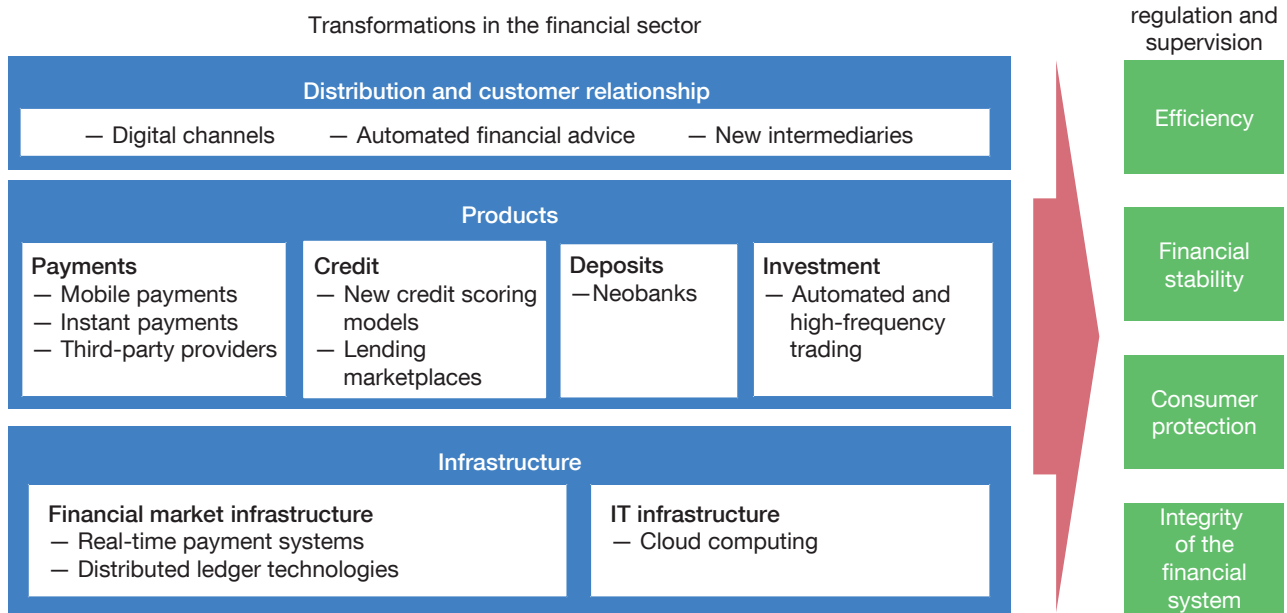 Transformations in the financial sector
Distribution and customer relationship
— Digital channels — Automated financial advice — New intermediaries
Products
Payments
— Mobile payments
— Instant payments
— Third-party providers
Credit
— New credit scoring
models
— Lending
marketplaces
Deposits
—Neobanks
Investment
— Automated and
high-frequency
trading
Infrastructure
Financial market infrastructure
— Real-time payment systems
— Distributed ledger technologies
IT infrastructure
— Cloud computing
regulation and
supervision
Efficiency
Financial
stability
Consumer
protection
Integrity
of the
financial
system